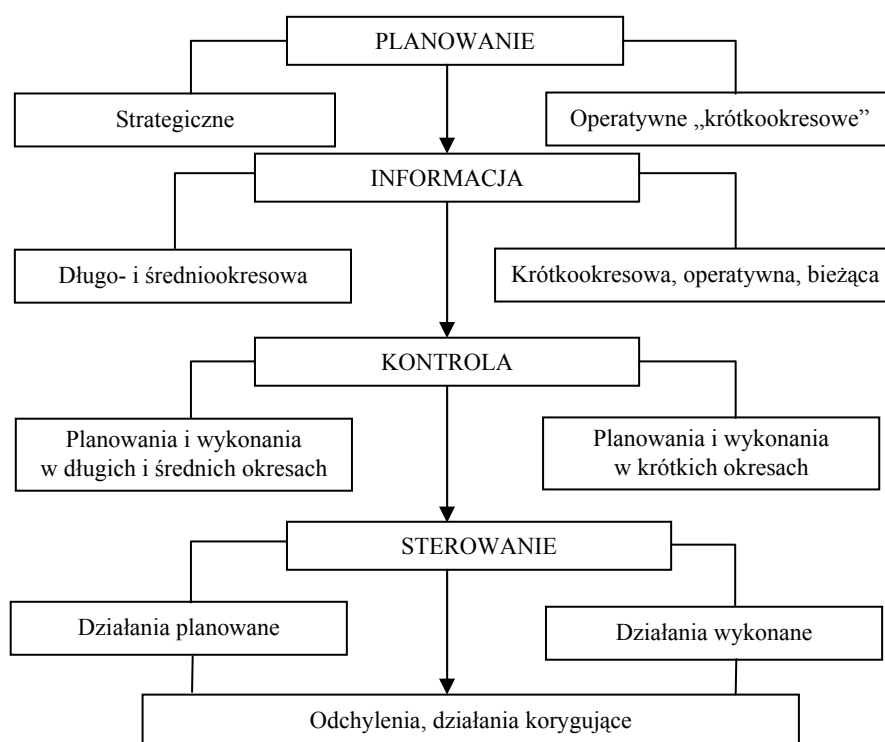 PLANOWANIE
Strategiczne
Operatywne „krótkookresowe”
INFORMACJA
Długo- i średniookresowa
Krótkookresowa, operatywna, bieżąca
KONTROLA
Planowania i wykonania
w długich i średnich okresach
Planowania i wykonania
w krótkich okresach
STEROWANIE
Działania planowane
Działania wykonane
Odchylenia, działania korygujące